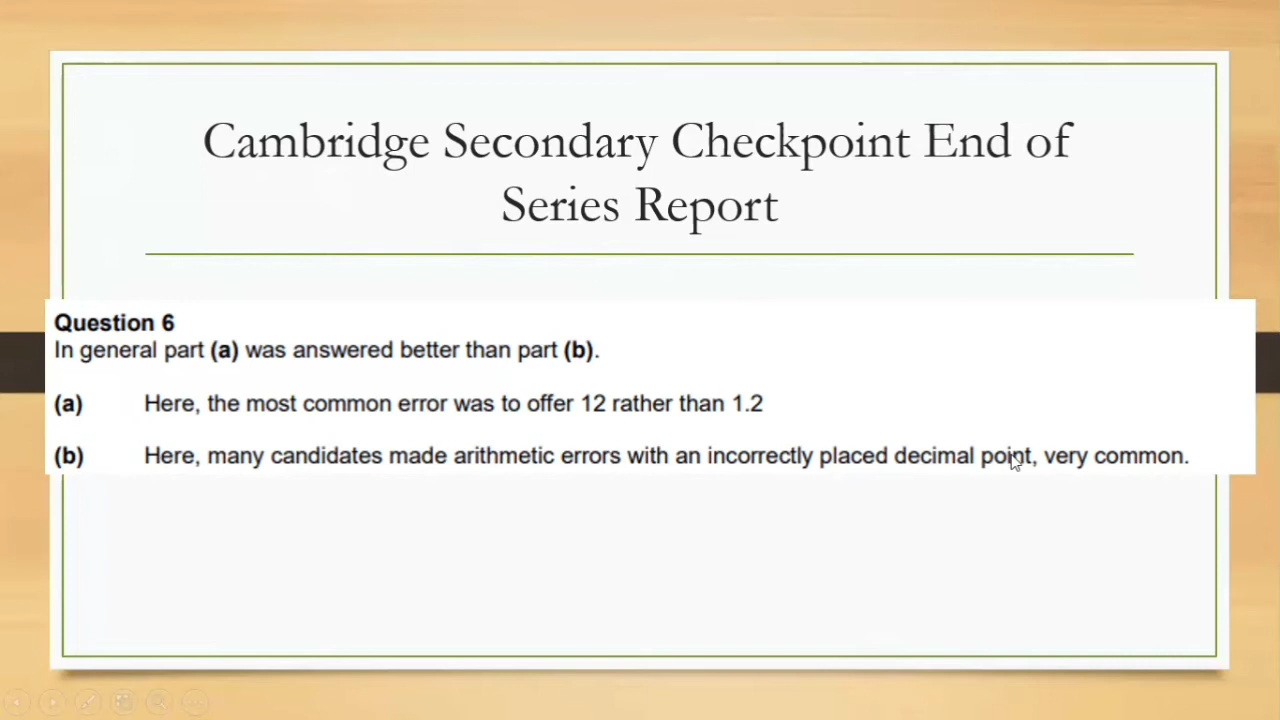 Cambridge Secondary Checkpoint End of
Series Report
Question 6
In general part (a) was answered better than part (b).
(a) Here, the most common error was to offer 12 rather than 1.2
(b) Here, many candidates made arithmetic errors with an incorrectly placed decimal point, very common.